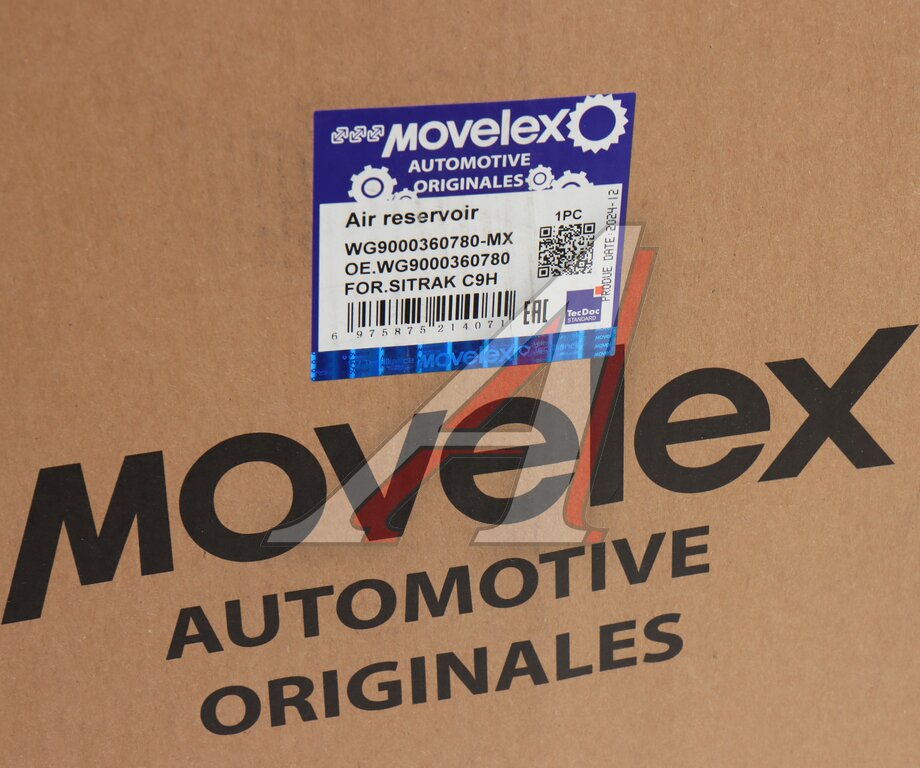 MOVELEX
AUTOMOTIVE
ORIGINALES
Air reservoir
1PC
WG9000360780-MX
OE.WG9000360780
FOR.SITRAK C9H
PRODUE DATE:2024-12
6 975875 214071
EAC
TecDoc
STANDARD
MOVELEX
MOVELEX
AUTOMOTIVE
ORIGINALES